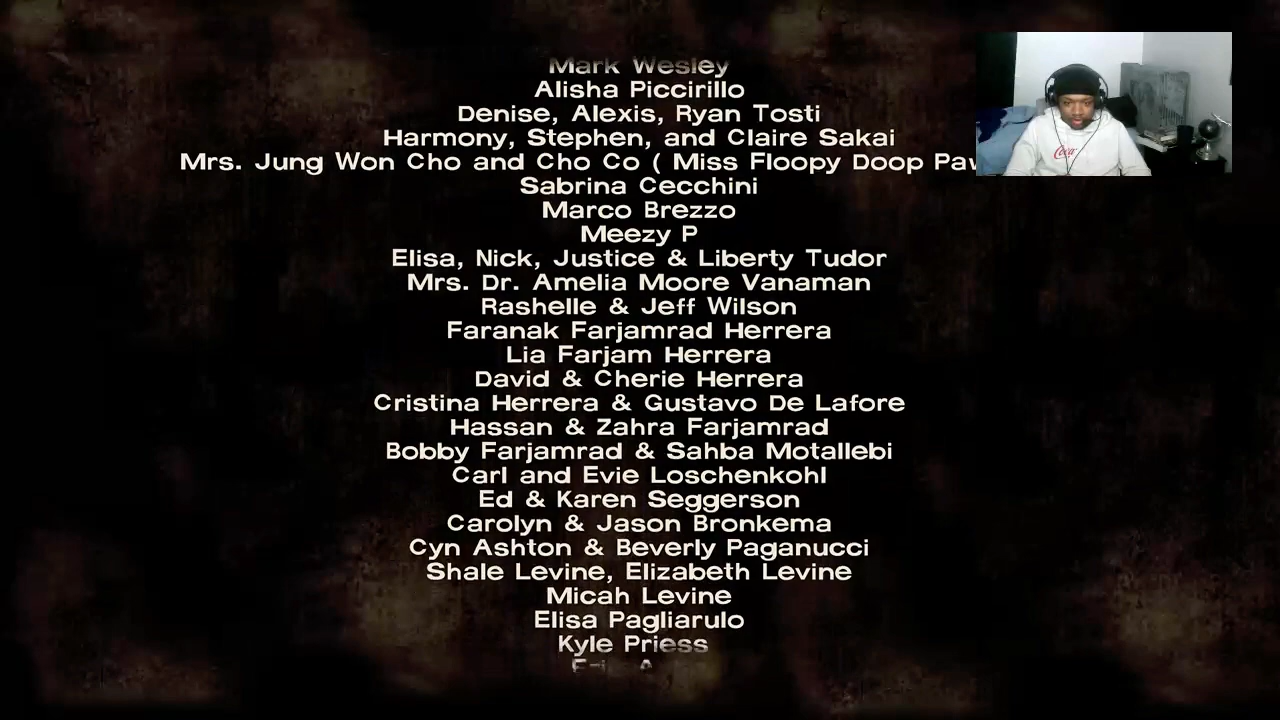 Mark Wesley
Alisha Piccirillo
Denise, Alexis, Ryan Tosti
Harmony, Stephen, and Claire Sakai
Mrs. Jung Won Cho and Cho Co ( Miss Floopy Doop
Sabrina Cecchini
Marco Brezzo
Meezy P
Elisa, Nick, Justice & Liberty Tudor
Mrs. Dr. Amelia Moore Vanaman
Rashelle & Jeff Wilson
Faranak Farjamrad Herrera
Lia Farjam Herrera
David & Cherie Herrera
Cristina Herrera & Gustavo De Lafore
Hassan & Zahra Farjamrad
Bobby Farjamrad & Sahba Motallebi
Carl and Evie Loschenkohl
Ed & Karen Seggerson
Carolyn & Jason Bronkema
Cyn Ashton & Beverly Paganucci
Shale Levine, Elizabeth Levine
Micah Levine
Elisa Pagliarulo
Kyle Priess